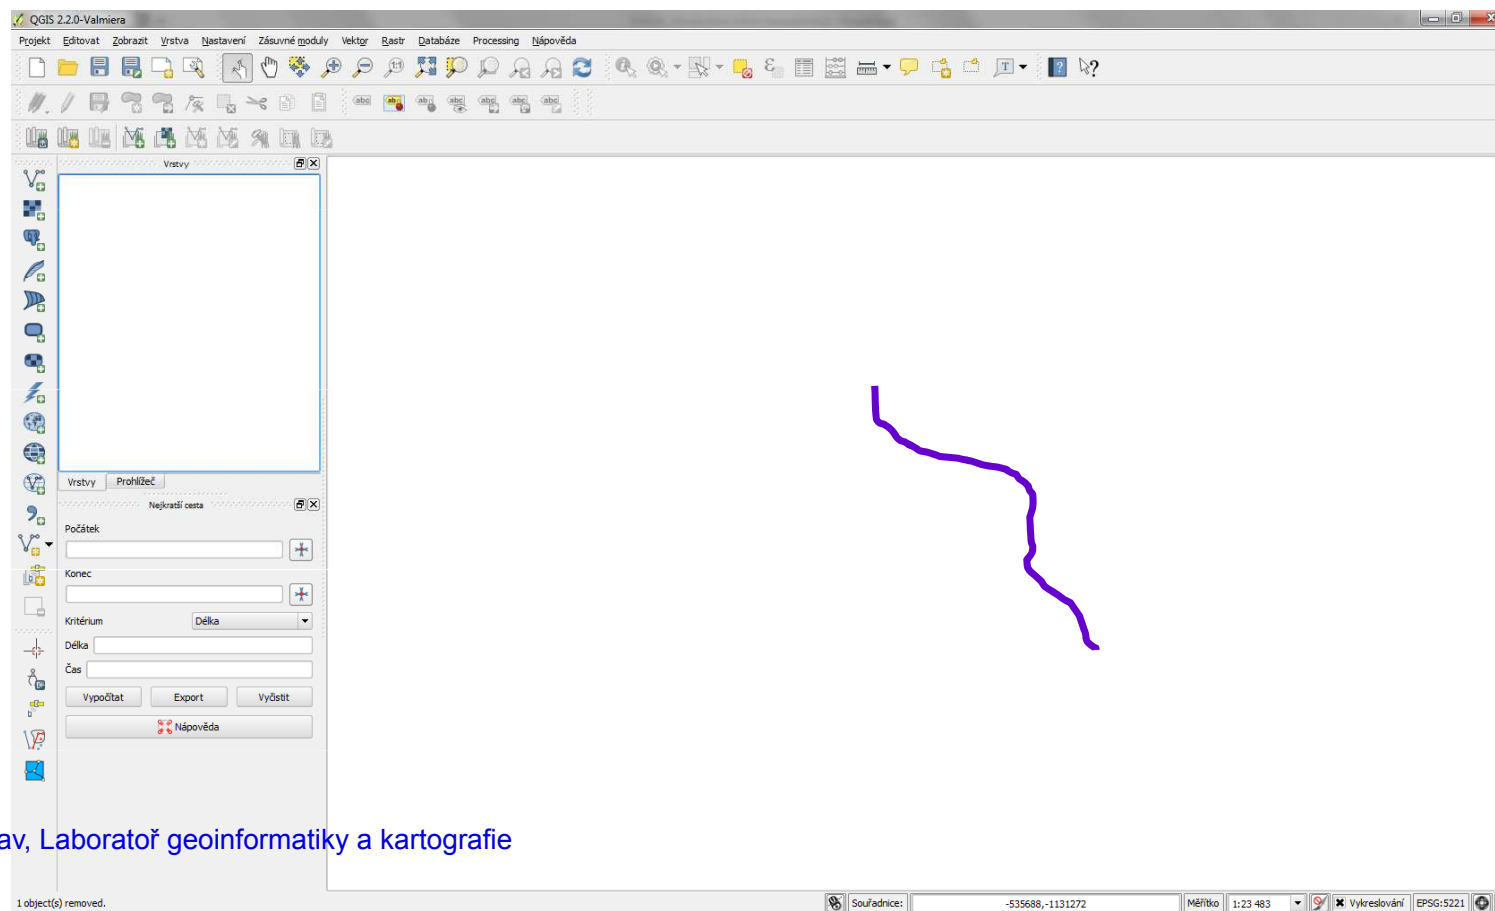 QGIS 2.2.0-Valmiera
Projekt Editovat Zobrazit Vrstva Nastavení Zásuvné moduly Vektor Rastr Databáze Processing Nápověda
Vrstvy
Vrstvy Prohlížeč
Nejkratší cesta
Počátek
Konec
Kritérium Délka
Délka
Čas
Vypočítat Export Vyčistit
Nápověda
av, Laboratoř geoinformatiky a kartografie
1 object(s) removed. Souřadnice: -535688,-1131272 Měřítko 1:23 483 Vykreslování EPSG:5221